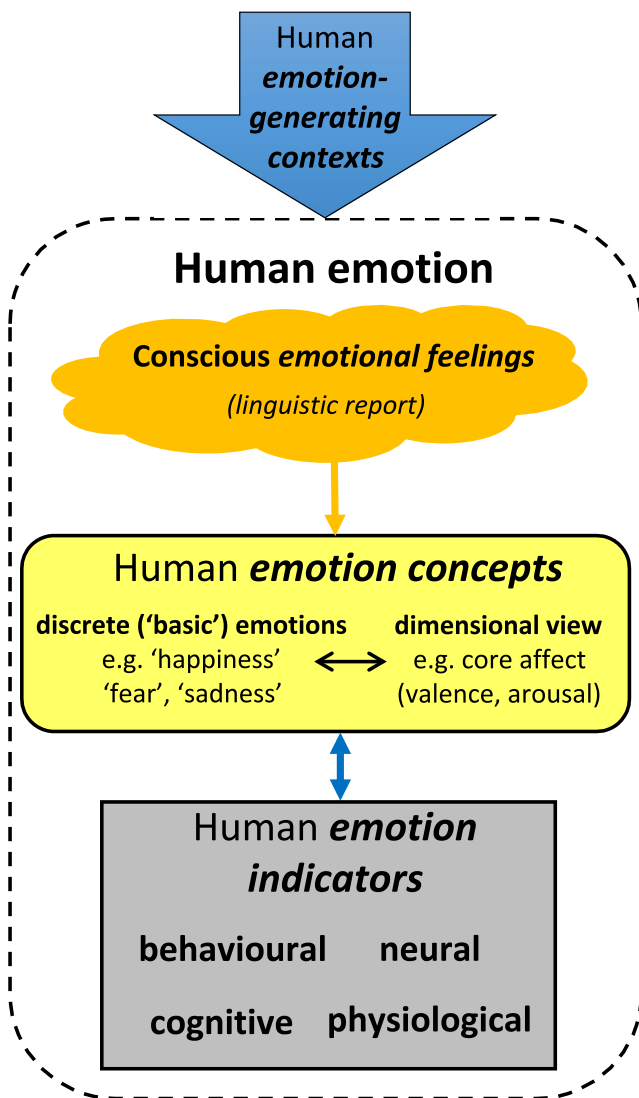 Human
emotion-
generating
contexts
Human emotion
Conscious emotional feelings
(linguistic report)
Human emotion concepts
discrete (‘basic’) emotions
e.g. ‘happiness’
‘fear’, ‘sadness’
dimensional view
e.g. core affect
(valence, arousal)
Human emotion
indicators
behavioural neural
cognitive physiological